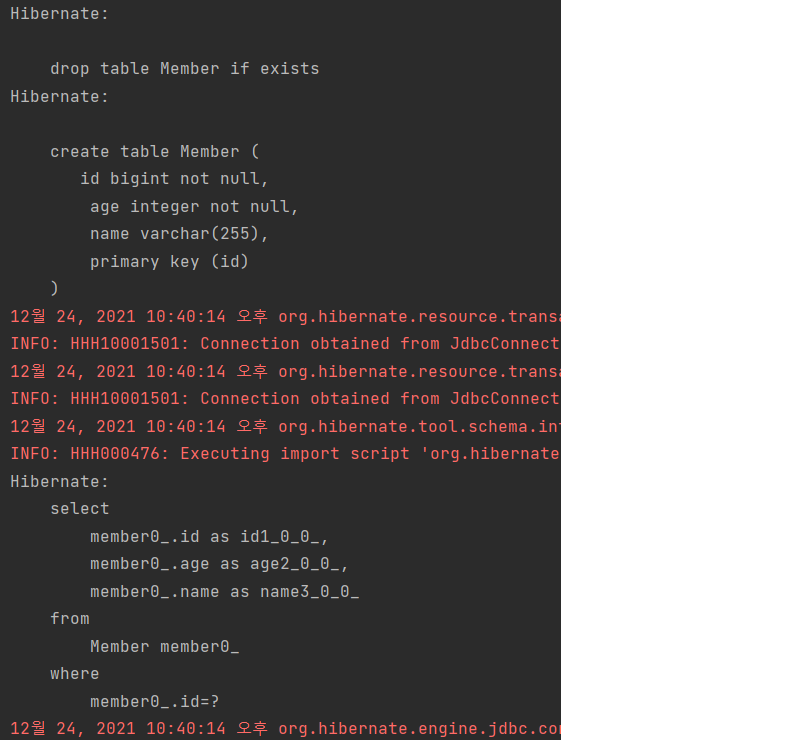 Hibernate:
drop table Member if exists
Hibernate:
create table Member (
id bigint not null,
age integer not null,
name varchar(255),
primary key (id)
)
12월 24, 2021 10:40:14 오후 org.hibernate.resource.transa
INFO: HHH10001501: Connection obtained from JdbcConnect
12월 24, 2021 10:40:14 오후 org.hibernate.resource.transa
INFO: HHH10001501: Connection obtained from JdbcConnect
12월 24, 2021 10:40:14 오후 org.hibernate.tool.schema.int
INFO: HHH000476: Executing import script 'org.hibernate
Hibernate:
select
member0_.id as id1_0_0_,
member0_.age as age2_0_0_,
member0_.name as name3_0_0_
from
Member member0_
where
member0_.id=?
12월 24, 2021 10:40:14 오후 org.hibernate.engine.jdbc.con